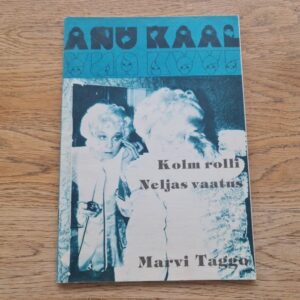 ANU KAAL
Kolm rolli
Neljas vaatus
Marvi Taggo